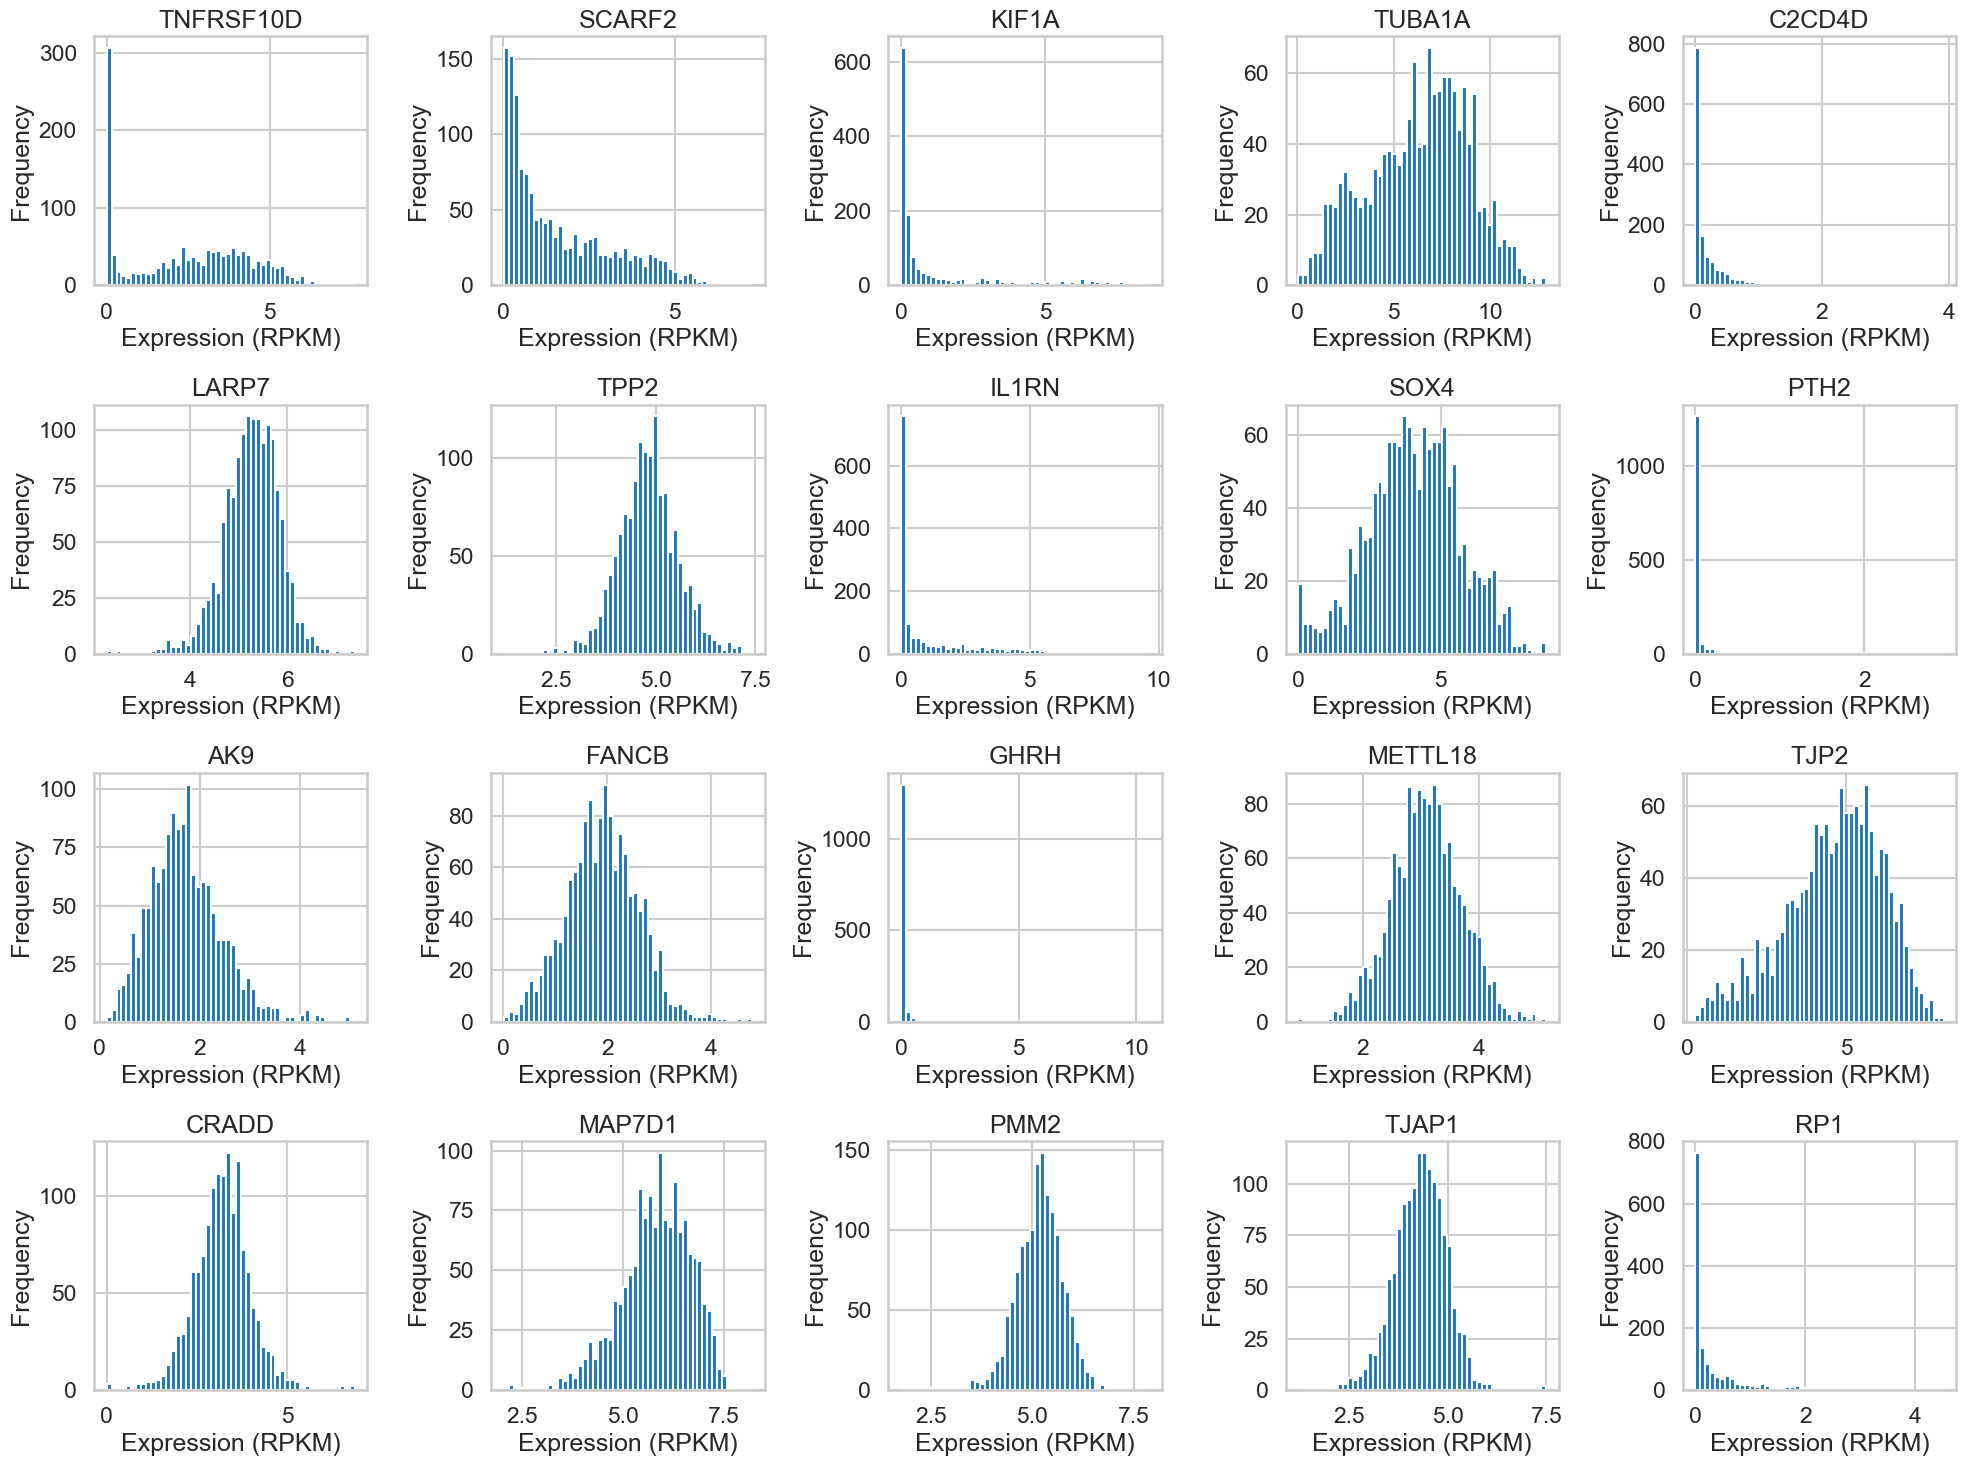 TNFRSF10D SCARF2 KIF1A TUBA1A C2CD4D
Frequency 300 200 100 0 Frequency 150 100 50 0 Frequency 600 400 200 0 Frequency 60 40 20 0 Frequency 800 600 400 200 0
0 5 0 5 0 5 0 5 10 0 2 4
Expression (RPKM) Expression (RPKM) Expression (RPKM) Expression (RPKM) Expression (RPKM)
LARP7 TPP2 IL1RN SOX4 PTH2
Frequency 100 75 50 25 0 Frequency 100 50 0 Frequency 600 400 200 0 Frequency 60 40 20 0 Frequency 1000 500 0
4 6 2.5 5.0 7.5 0 5 10 0 5 0 2
Expression (RPKM) Expression (RPKM) Expression (RPKM) Expression (RPKM) Expression (RPKM)
AK9 FANCB GHRH METTL18 TJP2
Frequency 100 75 50 25 0 Frequency 80 60 40 20 0 Frequency 1000 500 0 Frequency 80 60 40 20 0 Frequency 60 40 20 0
0 2 4 0 2 4 0 5 10 2 4 0 5
Expression (RPKM) Expression (RPKM) Expression (RPKM) Expression (RPKM) Expression (RPKM)
CRADD MAP7D1 PMM2 TJAP1 RP1
Frequency 100 50 0 Frequency 100 75 50 25 0 Frequency 150 100 50 0 Frequency 100 75 50 25 0 Frequency 800 600 400 200 0
0 5 2.5 5.0 7.5 2.5 5.0 7.5 2.5 5.0 7.5 0 2 4
Expression (RPKM) Expression (RPKM) Expression (RPKM) Expression (RPKM) Expression (RPKM)